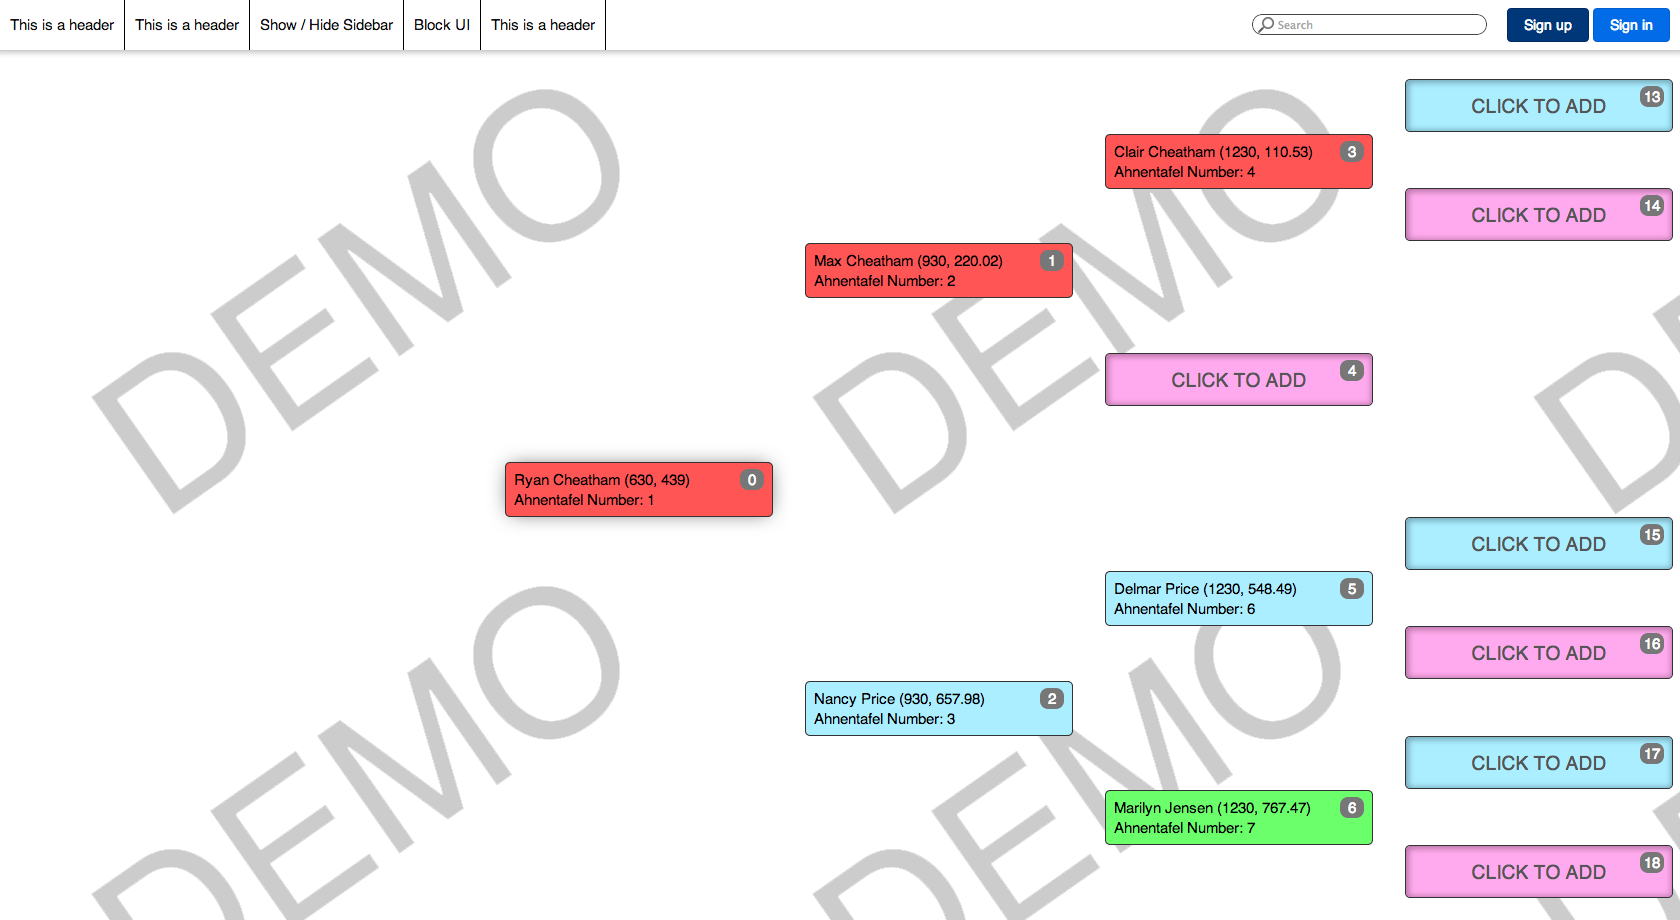 This is a header
This is a header
Show / Hide Sidebar
Block UI
This is a header
Search
Sign up
Sign in
CLICK TO ADD 13
Clair Cheatham (1230, 110.53) 3
Ahnentafel Number: 4
CLICK TO ADD 14
Max Cheatham (930, 220.02) 1
Ahnentafel Number: 2
CLICK TO ADD 4
Ryan Cheatham (630, 439) 0
Ahnentafel Number: 1
CLICK TO ADD 15
Delmar Price (1230, 548.49) 5
Ahnentafel Number: 6
CLICK TO ADD 16
Nancy Price (930, 657.98) 2
Ahnentafel Number: 3
CLICK TO ADD 17
Marilyn Jensen (1230, 767.47) 6
Ahnentafel Number: 7
CLICK TO ADD 18
DEMO
DEMO
D
DEMO
DEMO